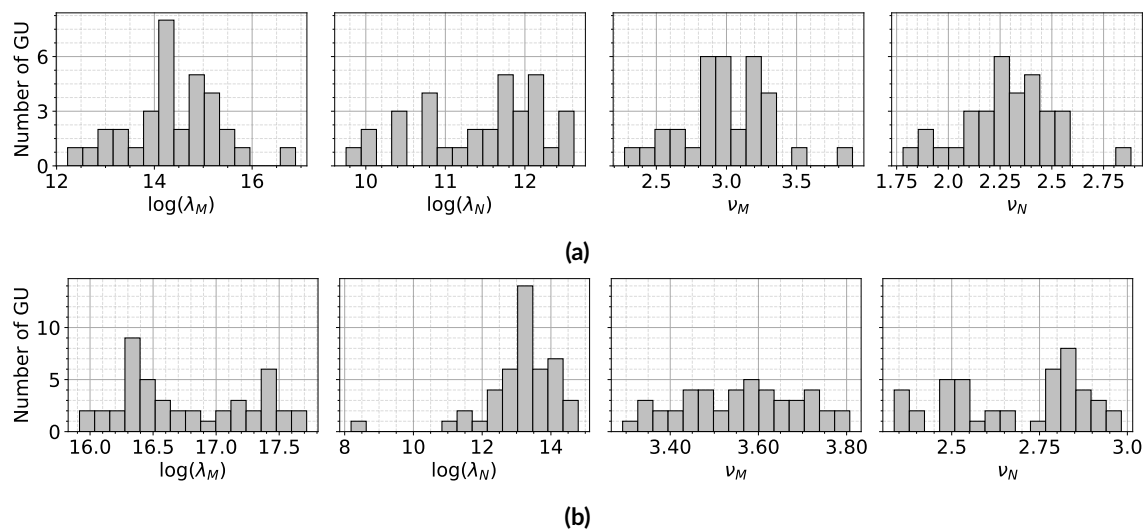 Number of GU
6
3
0
12 14 16
log(λ_M)
10 11 12
log(λ_N)
2.5 3.0 3.5
ν_M
1.75 2.0 2.25 2.5 2.75
ν_N
(a)
Number of GU
10
5
0
16.0 16.5 17.0 17.5
log(λ_M)
8 10 12 14
log(λ_N)
3.40 3.60 3.80
ν_M
2.5 2.75 3.0
ν_N
(b)